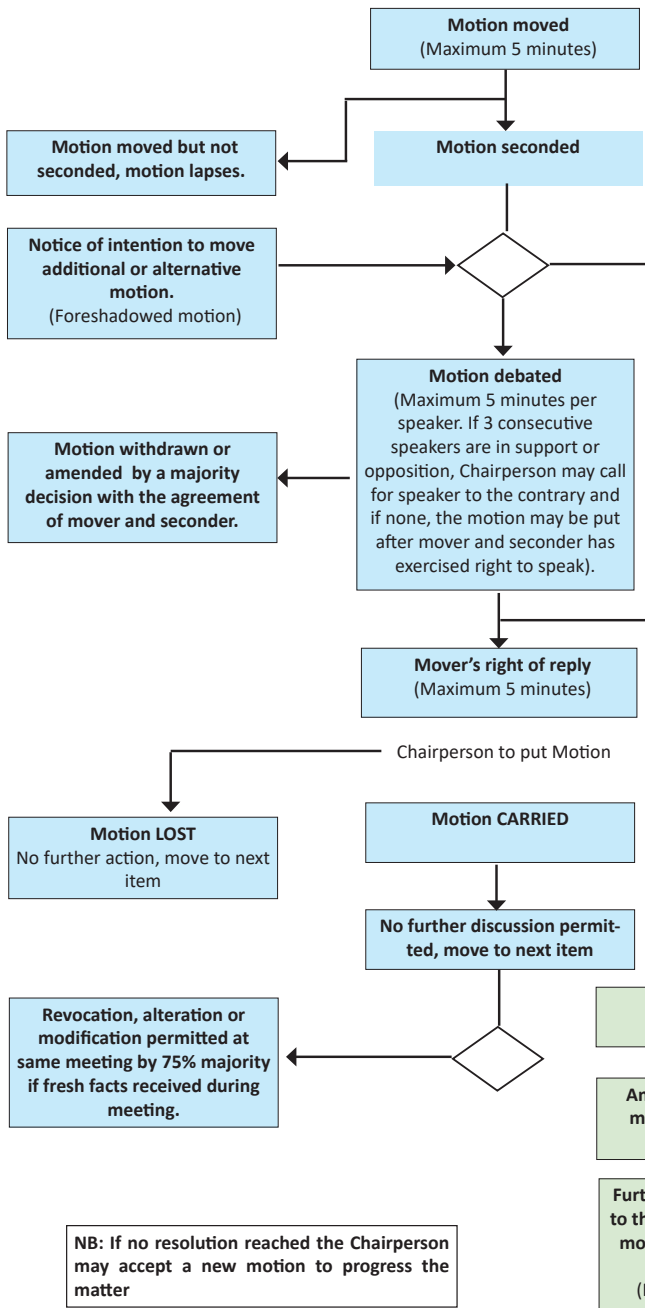 Motion moved
(Maximum 5 minutes)
Motion moved but not
seconded, motion lapses.
Motion seconded
Notice of intention to move
additional or alternative
motion.
(Foreshadowed motion)
Motion debated
(Maximum 5 minutes per
speaker. If 3 consecutive
speakers are in support or
opposition, Chairperson may call
for speaker to the contrary and
if none, the motion may be put
after mover and seconder has
exercised right to speak).
Motion withdrawn or
amended by a majority
decision with the agreement
of mover and seconder.
Mover's right of reply
(Maximum 5 minutes)
Chairperson to put Motion
Motion LOST
No further action, move to next
item
Motion CARRIED
No further discussion permit-
ted, move to next item
Revocation, alteration or
modification permitted at
same meeting by 75% majority
if fresh facts received during
meeting.
NB: If no resolution reached the Chairperson
may accept a new motion to progress the
matter
to th